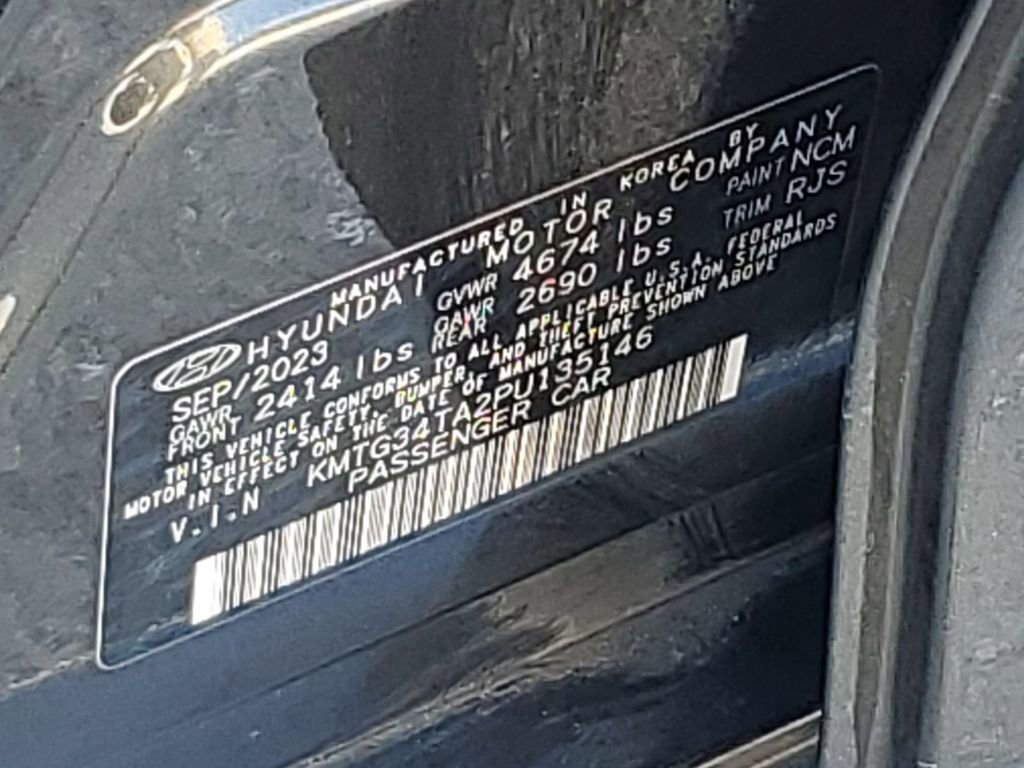 MANUFACTURED IN KOREA BY
HYUNDAI MOTOR COMPANY
SEP/2023 GVWR 4674 lbs PAINT NCM
GAWR FRONT 2414 lbs GAWR REAR 2690 lbs TRIM RJS
THIS VEHICLE CONFORMS TO ALL APPLICABLE U.S.A. FEDERAL
MOTOR VEHICLE SAFETY, BUMPER, AND THEFT PREVENTION STANDARDS
IN EFFECT ON THE DATE OF MANUFACTURE SHOWN ABOVE
V.I.N KMTG34TA2PU135146
PASSENGER CAR